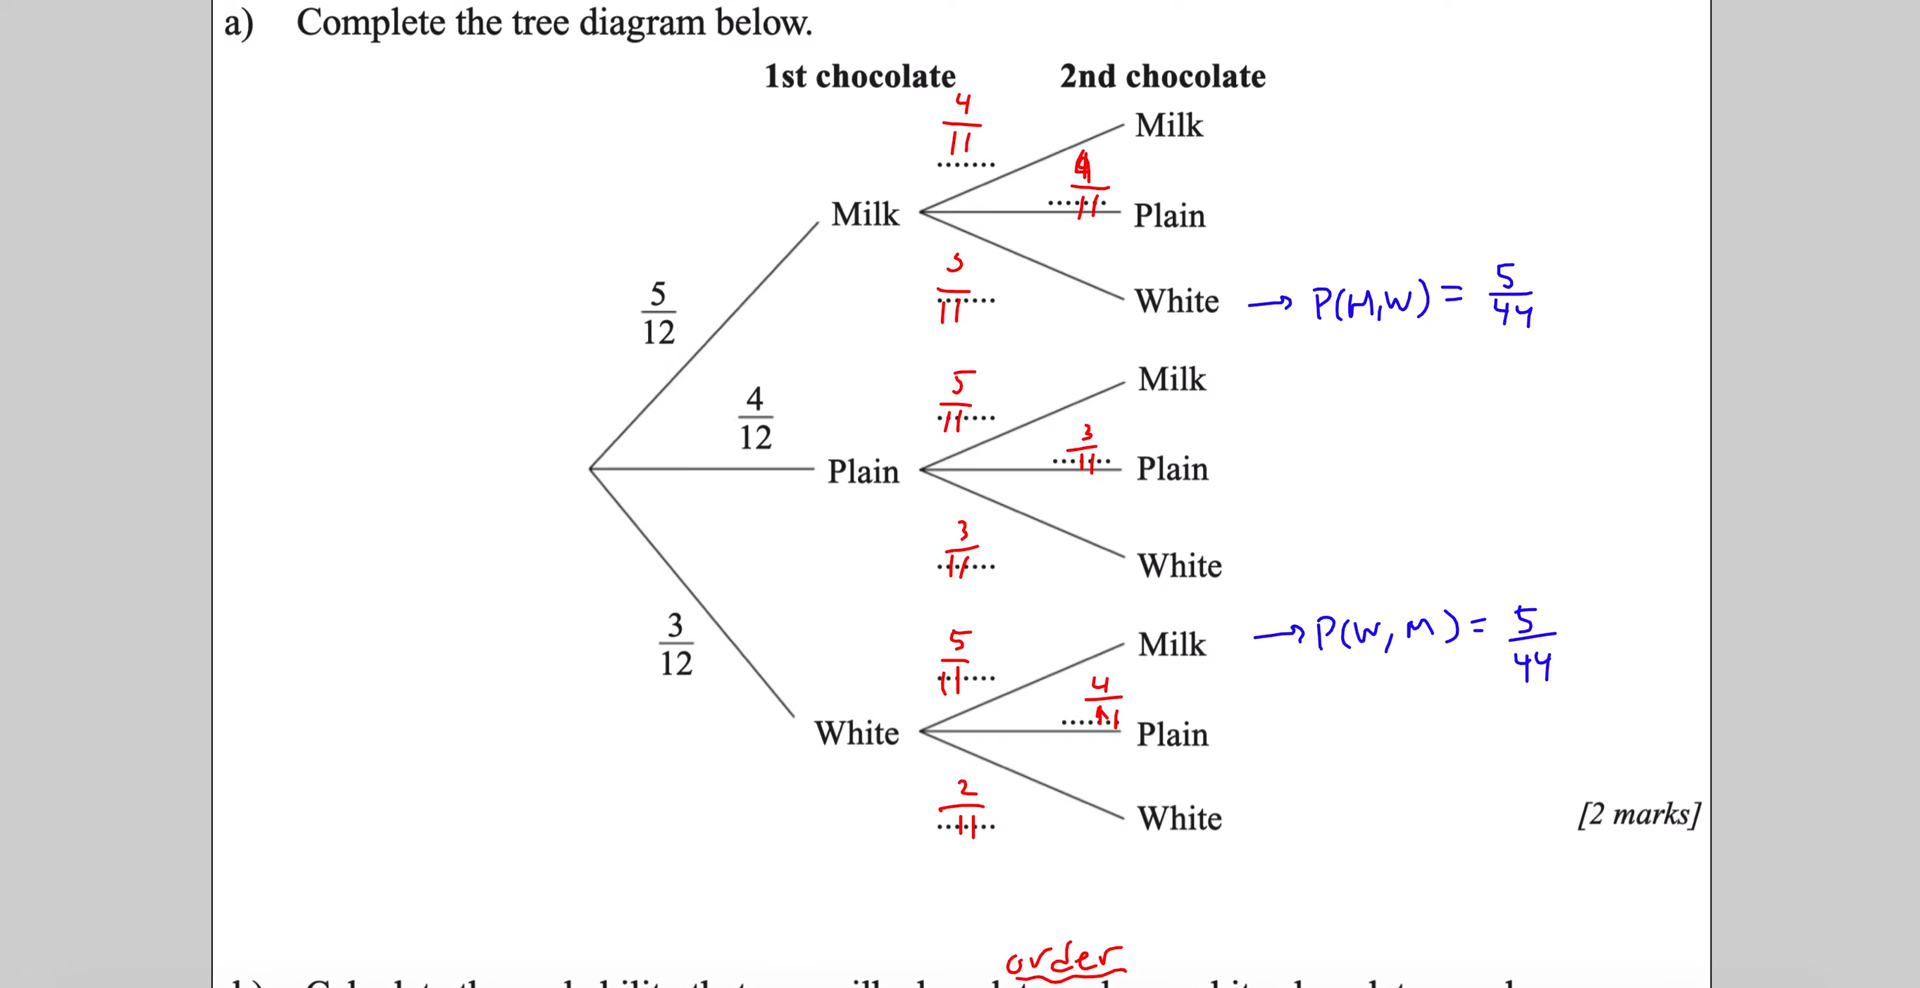 a) Complete the tree diagram below.
1st chocolate 2nd chocolate
4/11
Milk
4/11
Milk Plain
3/11
5/12
White → P(M,W) = 5/44
5/11
Milk
4/12
3/11
Plain Plain
3/11
White
5/11
3/12
Milk → P(W, M) = 5/44
4/11
White Plain
2/11
White
[2 marks]
order